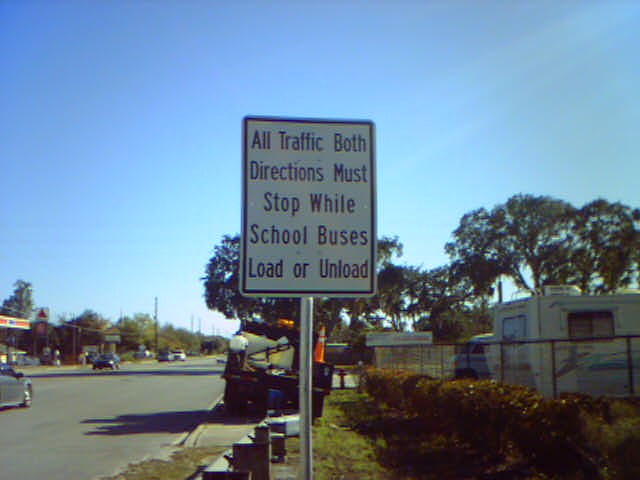 All Traffic Both
Directions Must
Stop While
School Buses
Load or Unload